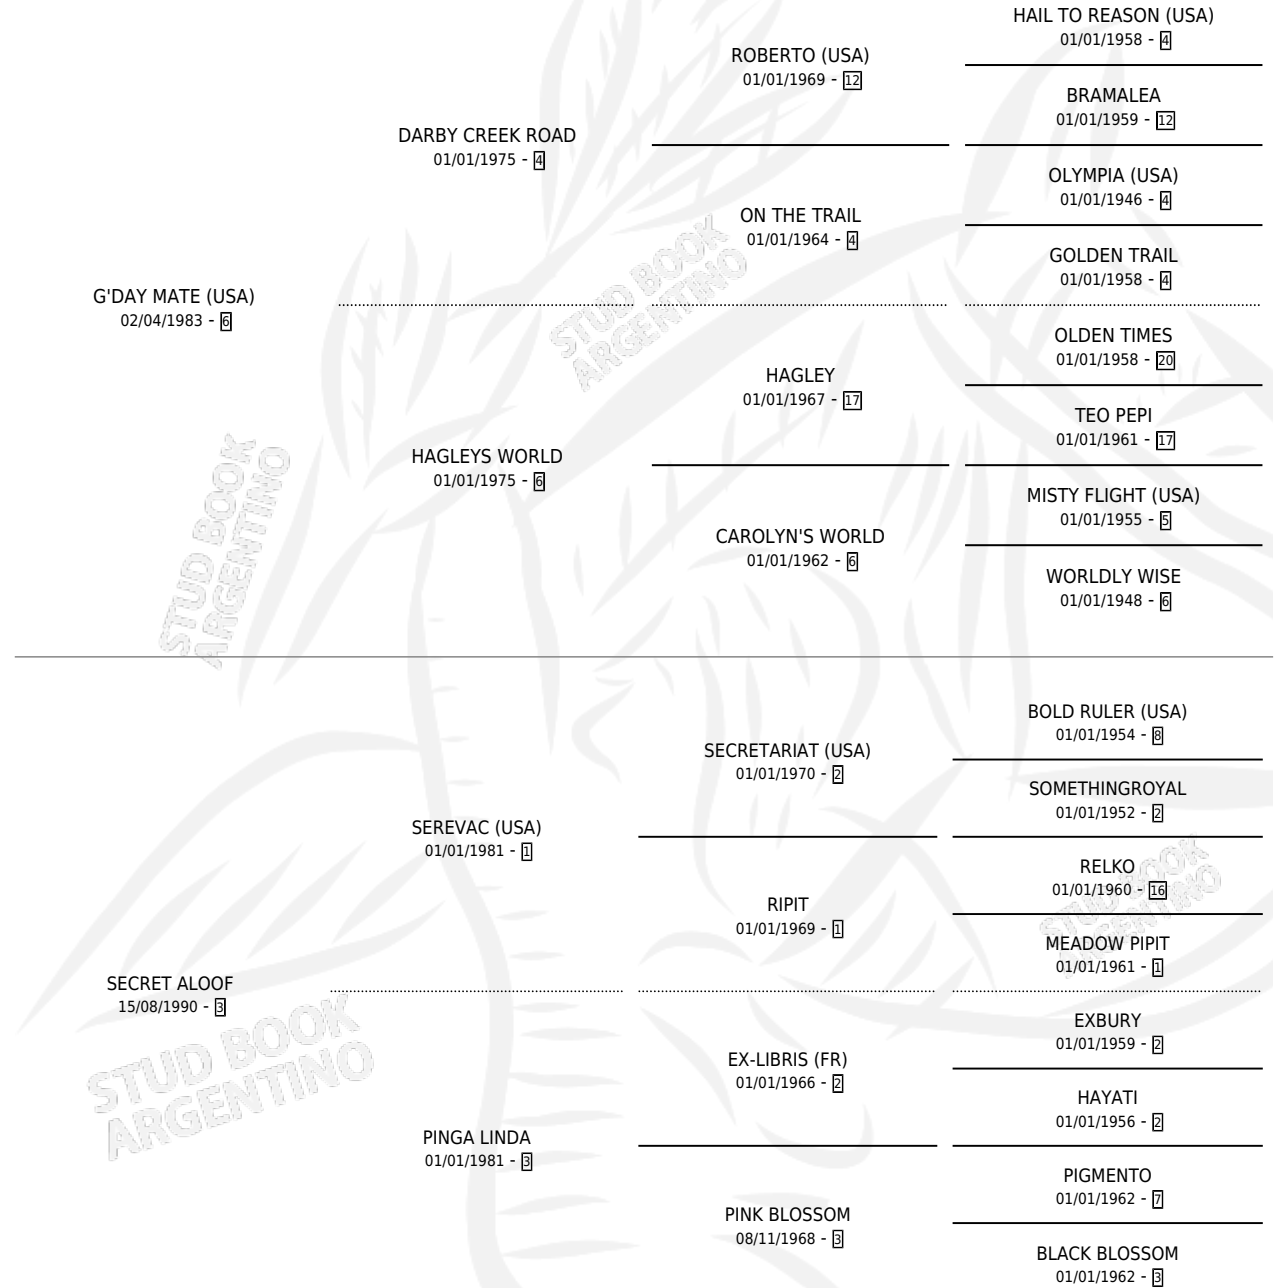 HAIL TO REASON (USA)
01/01/1958 - 4
ROBERTO (USA)
01/01/1969 - 12
BRAMALEA
01/01/1959 - 12
DARBY CREEK ROAD
01/01/1975 - 4
OLYMPIA (USA)
01/01/1946 - 4
ON THE TRAIL
01/01/1964 - 4
GOLDEN TRAIL
01/01/1958 - 4
G'DAY MATE (USA)
02/04/1983 - 6
OLDEN TIMES
01/01/1958 - 20
HAGLEY
01/01/1967 - 17
TEO PEPI
01/01/1961 - 17
HAGLEYS WORLD
01/01/1975 - 6
MISTY FLIGHT (USA)
01/01/1955 - 5
CAROLYN'S WORLD
01/01/1962 - 6
WORLDLY WISE
01/01/1948 - 6
STUD BOOK
ARGENTINO
STUD BOOK
ARGENTINO
BOLD RULER (USA)
01/01/1954 - 8
SECRETARIAT (USA)
01/01/1970 - 2
SOMETHINGROYAL
01/01/1952 - 2
SEREVAC (USA)
01/01/1981 - 1
RELKO
01/01/1960 - 16
RIPIT
01/01/1969 - 1
MEADOW PIPIT
01/01/1961 - 1
SECRET ALOOF
15/08/1990 - 3
EXBURY
01/01/1959 - 2
EX-LIBRIS (FR)
01/01/1966 - 2
HAYATI
01/01/1956 - 2
PINGA LINDA
01/01/1981 - 3
PIGMENTO
01/01/1962 - 7
PINK BLOSSOM
08/11/1968 - 3
BLACK BLOSSOM
01/01/1962 - 3
STUD BOOK
ARGENTINO
STUD BOOK
ARGENTINO